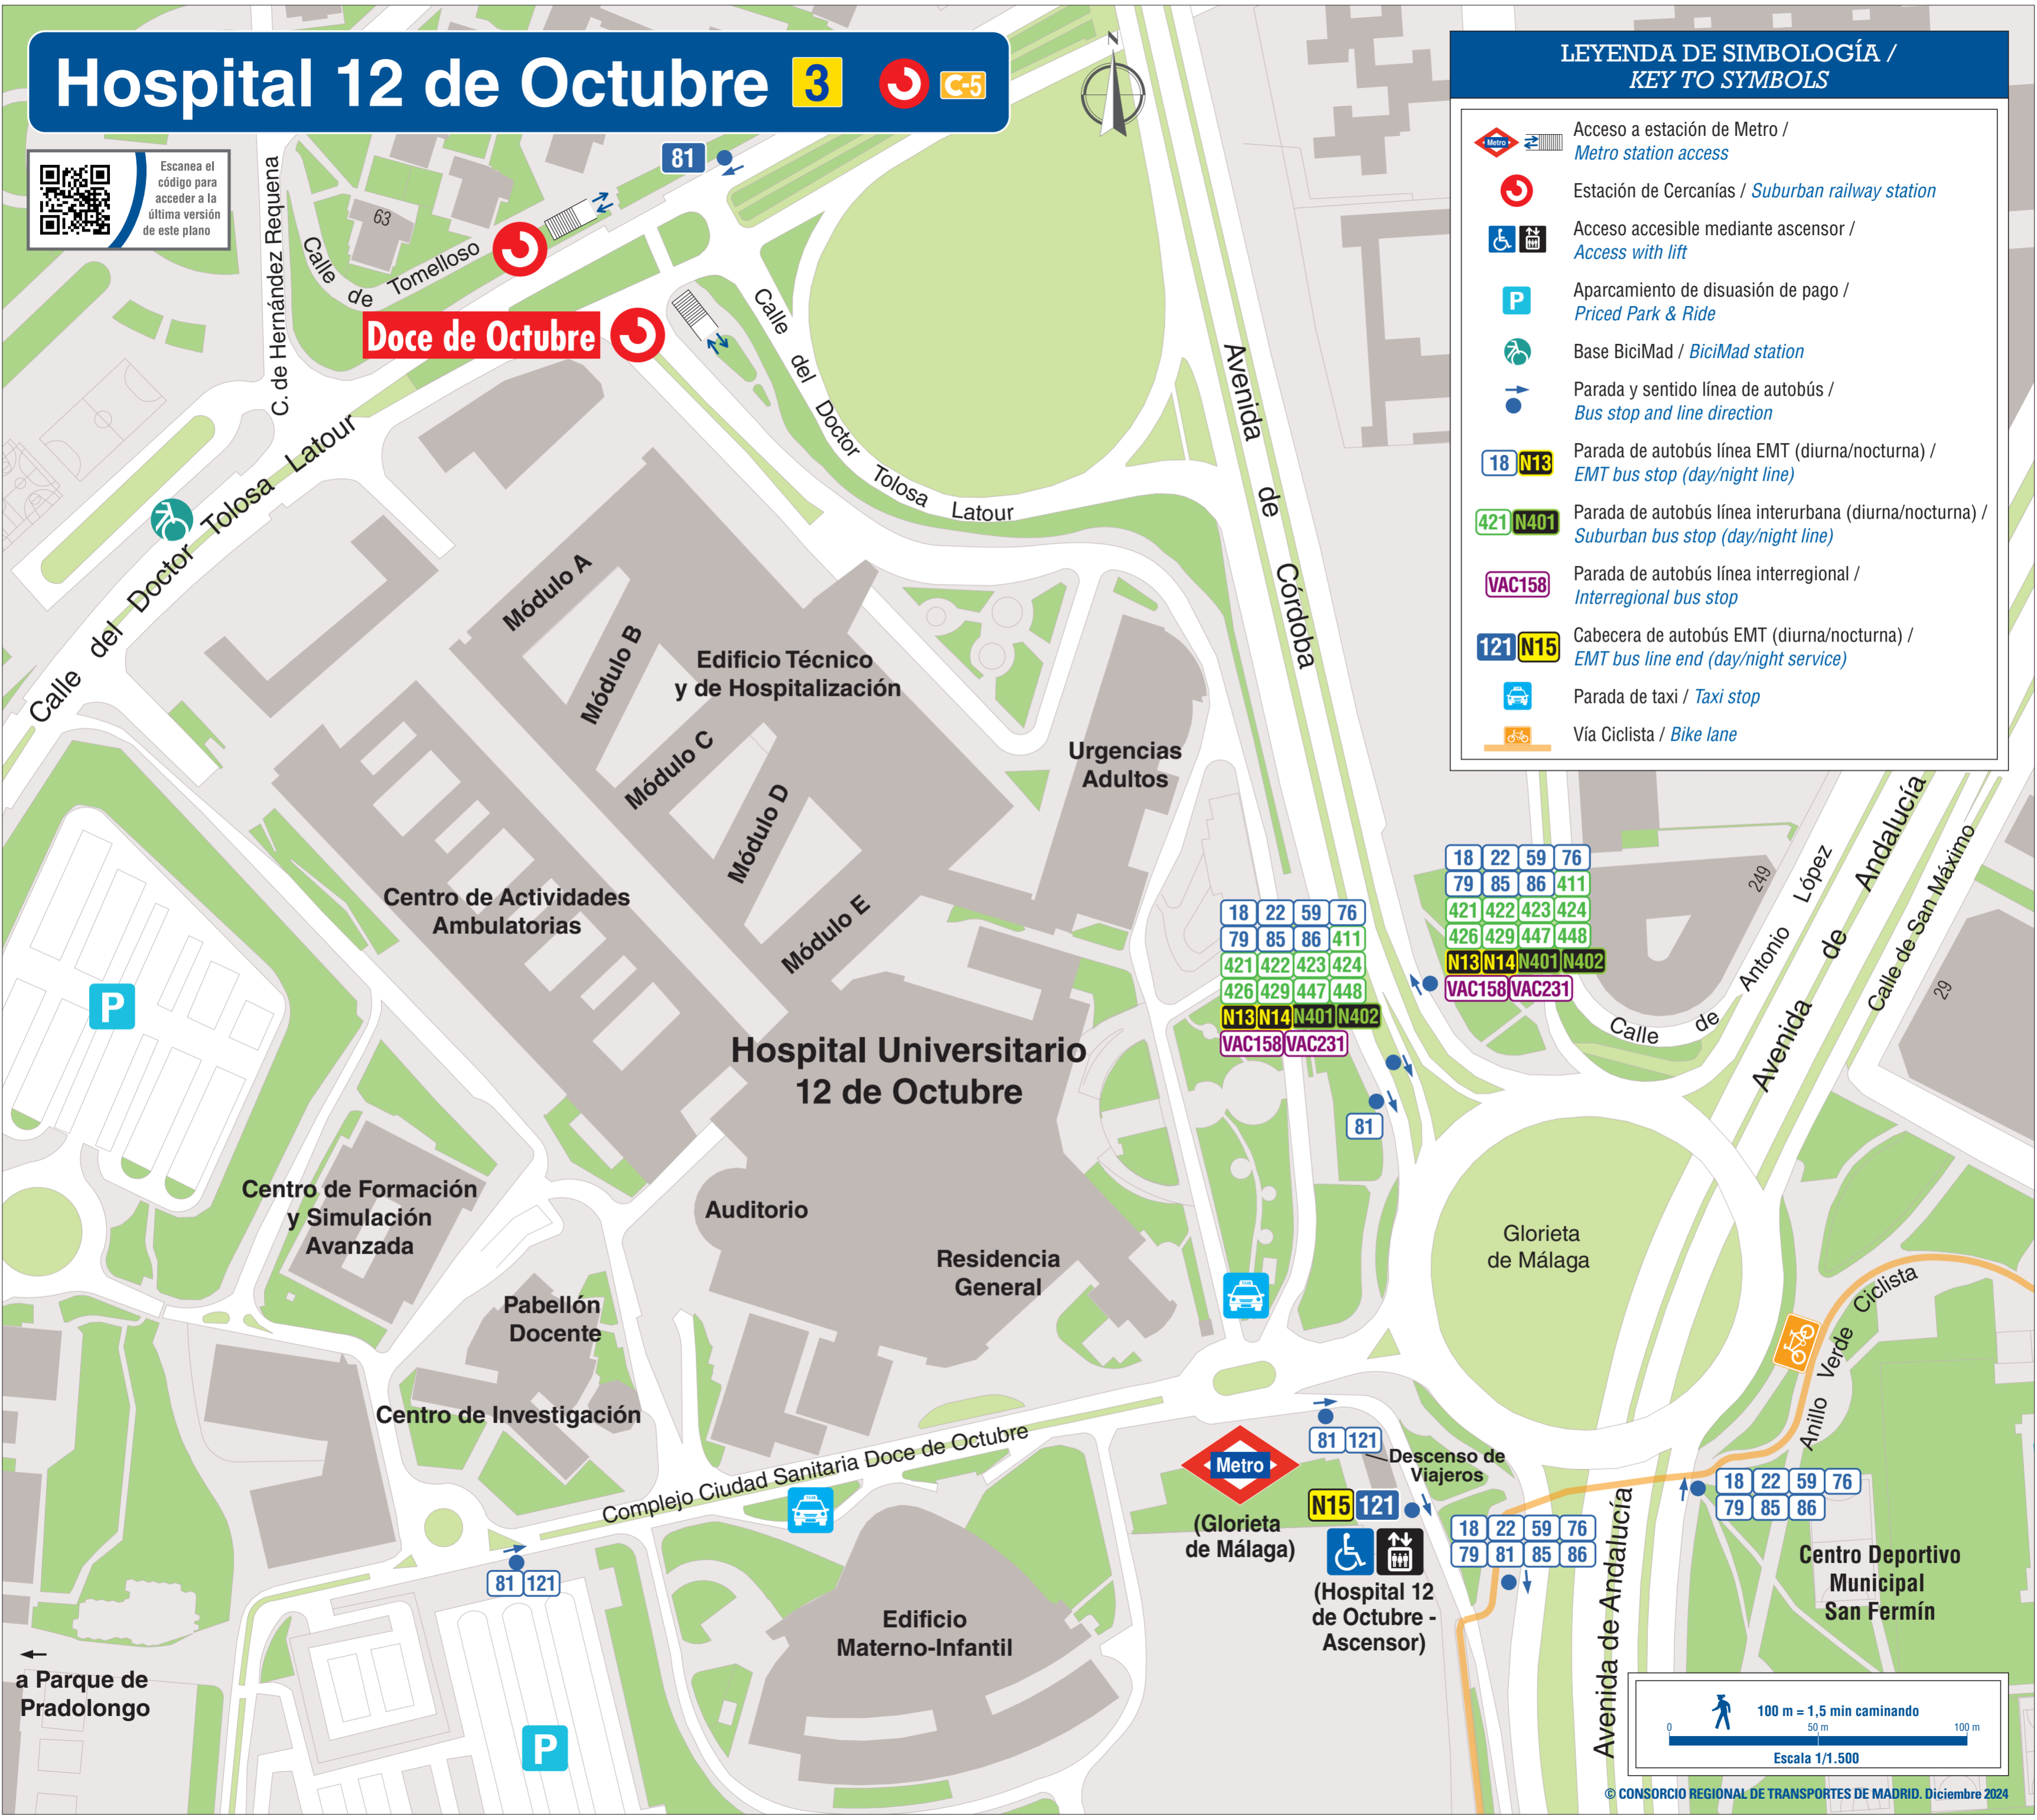 Hospital 12 de Octubre 3 C-5
N
Escanea el
código para
acceder a la
última versión
de este plano
LEYENDA DE SIMBOLOGÍA /
KEY TO SYMBOLS
Metro
Acceso a estación de Metro /
Metro station access
Estación de Cercanías / Suburban railway station
Acceso accesible mediante ascensor /
Access with lift
P
Aparcamiento de disuasión de pago /
Priced Park & Ride
Base BiciMad / BiciMad station
Parada y sentido línea de autobús /
Bus stop and line direction
18 N13
Parada de autobús línea EMT (diurna/nocturna) /
EMT bus stop (day/night line)
421 N401
Parada de autobús línea interurbana (diurna/nocturna) /
Suburban bus stop (day/night line)
VAC158
Parada de autobús línea interregional /
Interregional bus stop
121 N15
Cabecera de autobús EMT (diurna/nocturna) /
EMT bus line end (day/night service)
Parada de taxi / Taxi stop
Vía Ciclista / Bike lane
81
63
C. de Hernández Requena
Calle de Tomelloso
Doce de Octubre
Calle del Doctor Tolosa Latour
Calle del Doctor Tolosa Latour
Avenida de Córdoba
Módulo A
Módulo B
Módulo C
Módulo D
Módulo E
Edificio Técnico
y de Hospitalización
Urgencias
Adultos
Centro de Actividades
Ambulatorias
P
Hospital Universitario
12 de Octubre
18 22 59 76
79 85 86 411
421 422 423 424
426 429 447 448
N13 N14 N401 N402
VAC158 VAC231
18 22 59 76
79 85 86 411
421 422 423 424
426 429 447 448
N13 N14 N401 N402
VAC158 VAC231
81
249
29
Calle de Antonio López
Avenida de Andalucía
Calle de San Máximo
Centro de Formación
y Simulación
Avanzada
Auditorio
Residencia
General
Glorieta
de Málaga
Pabellón
Docente
Centro de Investigación
Anillo Verde Ciclista
Complejo Ciudad Sanitaria Doce de Octubre
81 121
Descenso de
Viajeros
Metro
(Glorieta
de Málaga)
N15 121
(Hospital 12
de Octubre -
Ascensor)
18 22 59 76
79 81 85 86
18 22 59 76
79 85 86
Avenida de Andalucía
Centro Deportivo
Municipal
San Fermín
81 121
Edificio
Materno-Infantil
a Parque de
Pradolongo
P
100 m = 1,5 min caminando
0 50 m 100 m
Escala 1/1.500
© CONSORCIO REGIONAL DE TRANSPORTES DE MADRID. Diciembre 2024